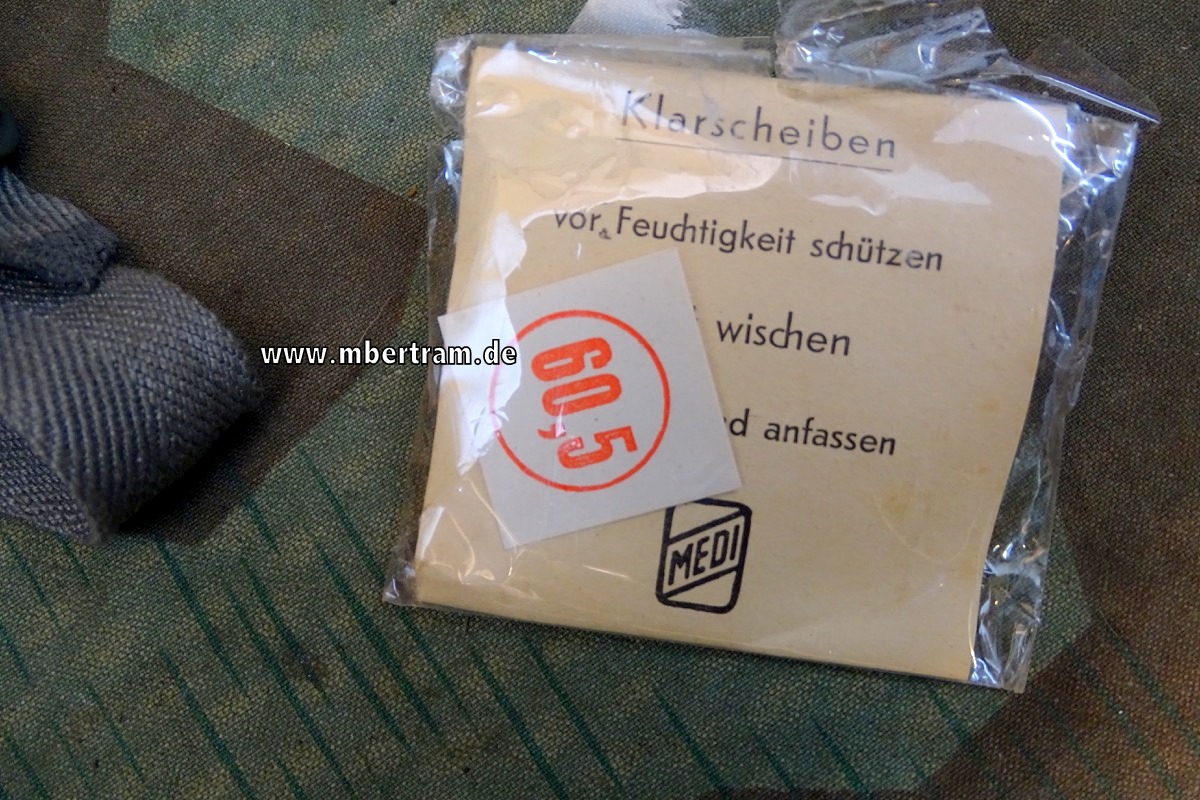 Klarscheiben
vor Feuchtigkeit schützen
wischen
anfassen
60,5
MEDI
www.mbertram.de